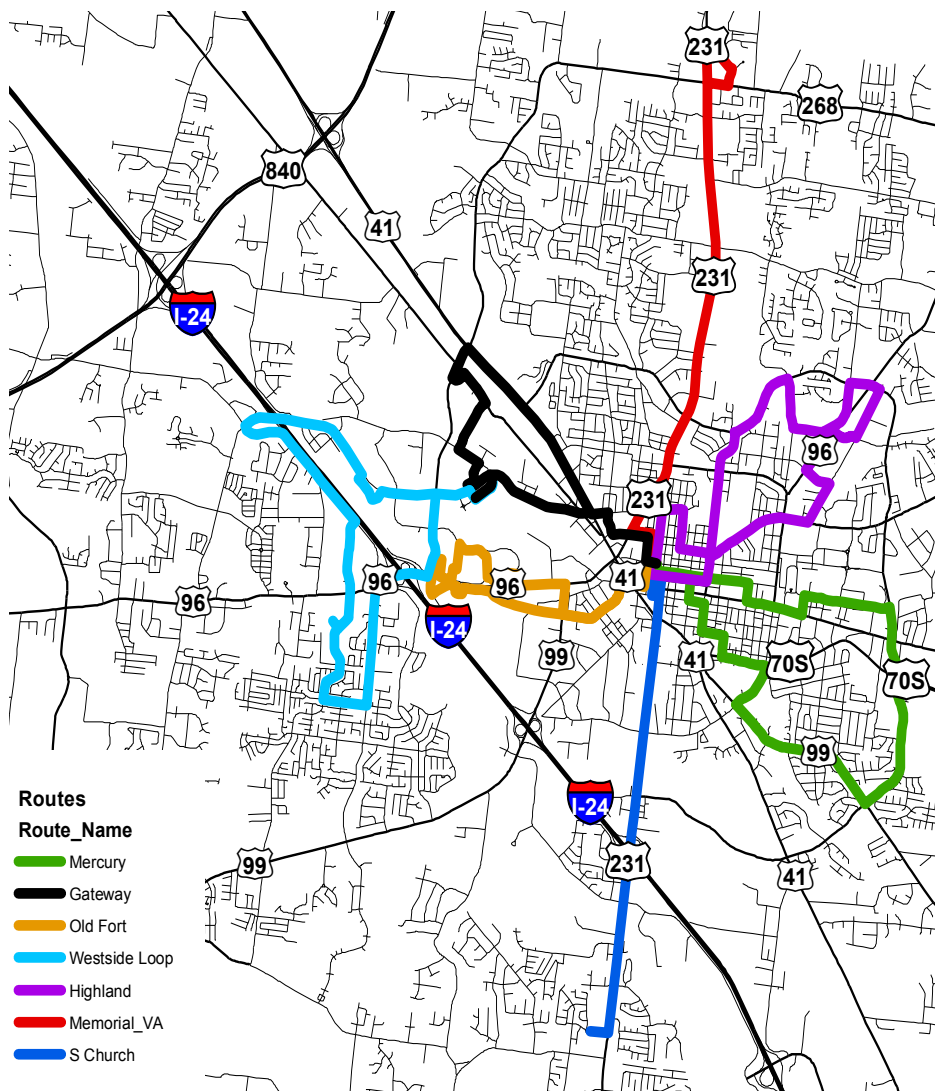 231
268
840
41
231
I-24
96
231
96
41
96
96
I-24
99
41
70S
70S
99
I-24
231
99
41
Routes
Route_Name
Mercury
Gateway
Old Fort
Westside Loop
Highland
Memorial_VA
S Church